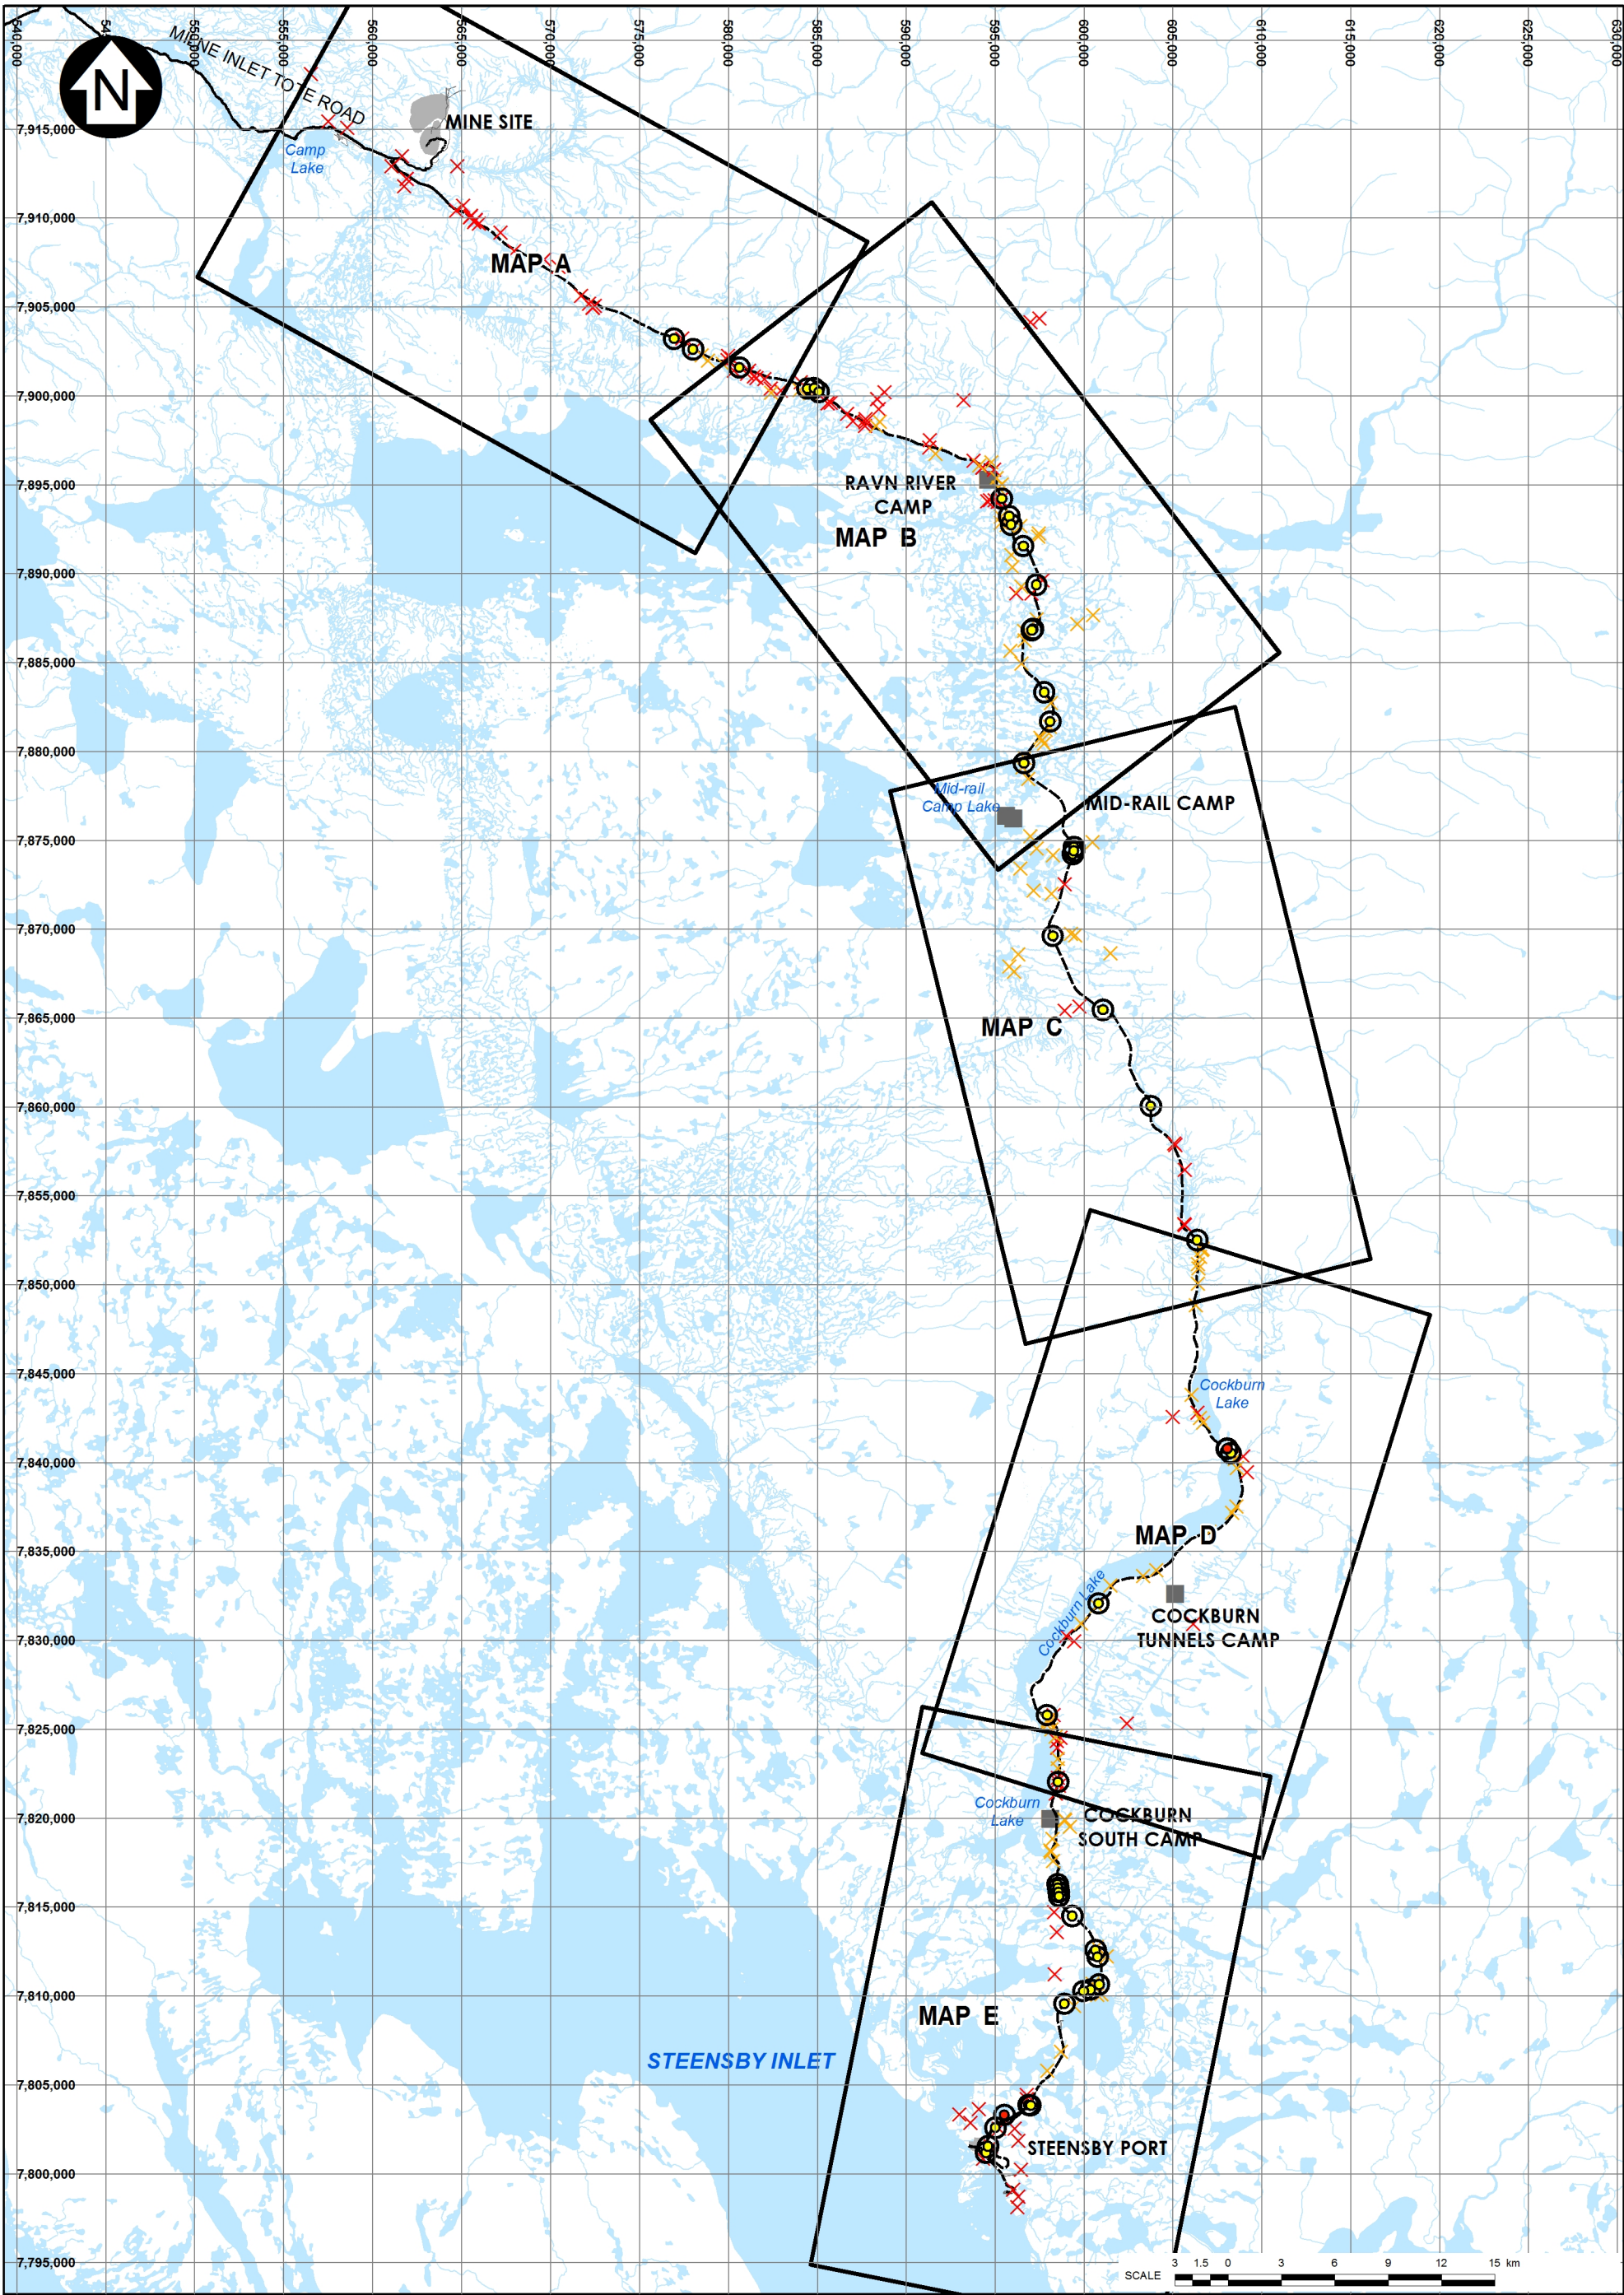 540,000
550,000
555,000
560,000
565,000
570,000
575,000
580,000
585,000
590,000
595,000
600,000
605,000
610,000
615,000
620,000
625,000
N
MILNE INLET TOTE ROAD
MINE SITE
7,915,000
Camp
Lake
7,910,000
MAP A
7,905,000
7,900,000
7,895,000
RAVN RIVER
CAMP
MAP B
7,890,000
7,885,000
7,880,000
Mid-rail
Camp Lake
MID-RAIL CAMP
7,875,000
7,870,000
7,865,000
MAP C
7,860,000
7,855,000
7,850,000
7,845,000
Cockburn
Lake
7,840,000
7,835,000
MAP D
Cockburn Lake
COCKBURN
TUNNELS CAMP
7,830,000
7,825,000
7,820,000
Cockburn
Lake
COCKBURN
SOUTH CAMP
7,815,000
7,810,000
MAP E
STEENSBY INLET
7,805,000
STEENSBY PORT
7,800,000
7,795,000
SCALE
3 1.5 0 3 6 9 12 15 km